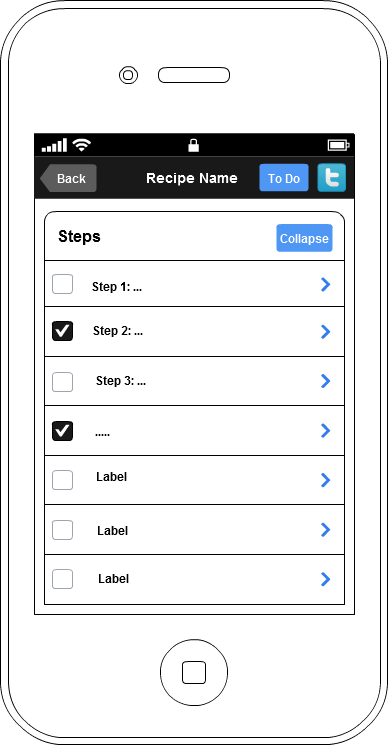 Back
Recipe Name
To Do
t
Steps
Collapse
Step 1: ...
Step 2: ...
Step 3: ...
.....
Label
Label
Label